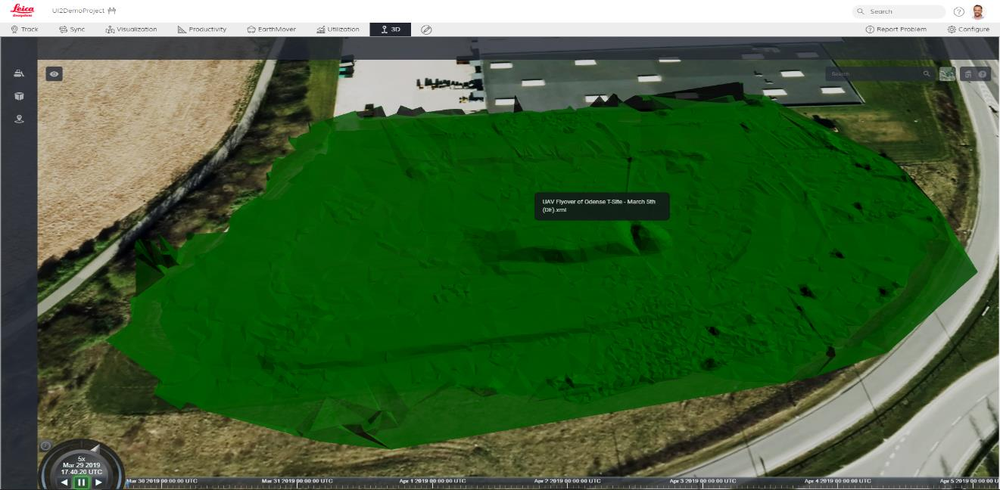 Leica
Geosystems
UI2DemoProject
Search
Track
Sync
Visualization
Productivity
EarthMover
Utilization
3D
Report Problem
Configure
Search
UAV Flyover of Odense T-Site - March 5th
(DE).xml
5x
Mar 29 2019
17:40:20 UTC
Mar 30 2019 00:00:00 UTC
Mar 31 2019 00:00:00 UTC
Apr 1 2019 00:00:00 UTC
Apr 2 2019 00:00:00 UTC
Apr 3 2019 00:00:00 UTC
Apr 4 2019 00:00:00 UTC
Apr 5 2019 00:00:00 U